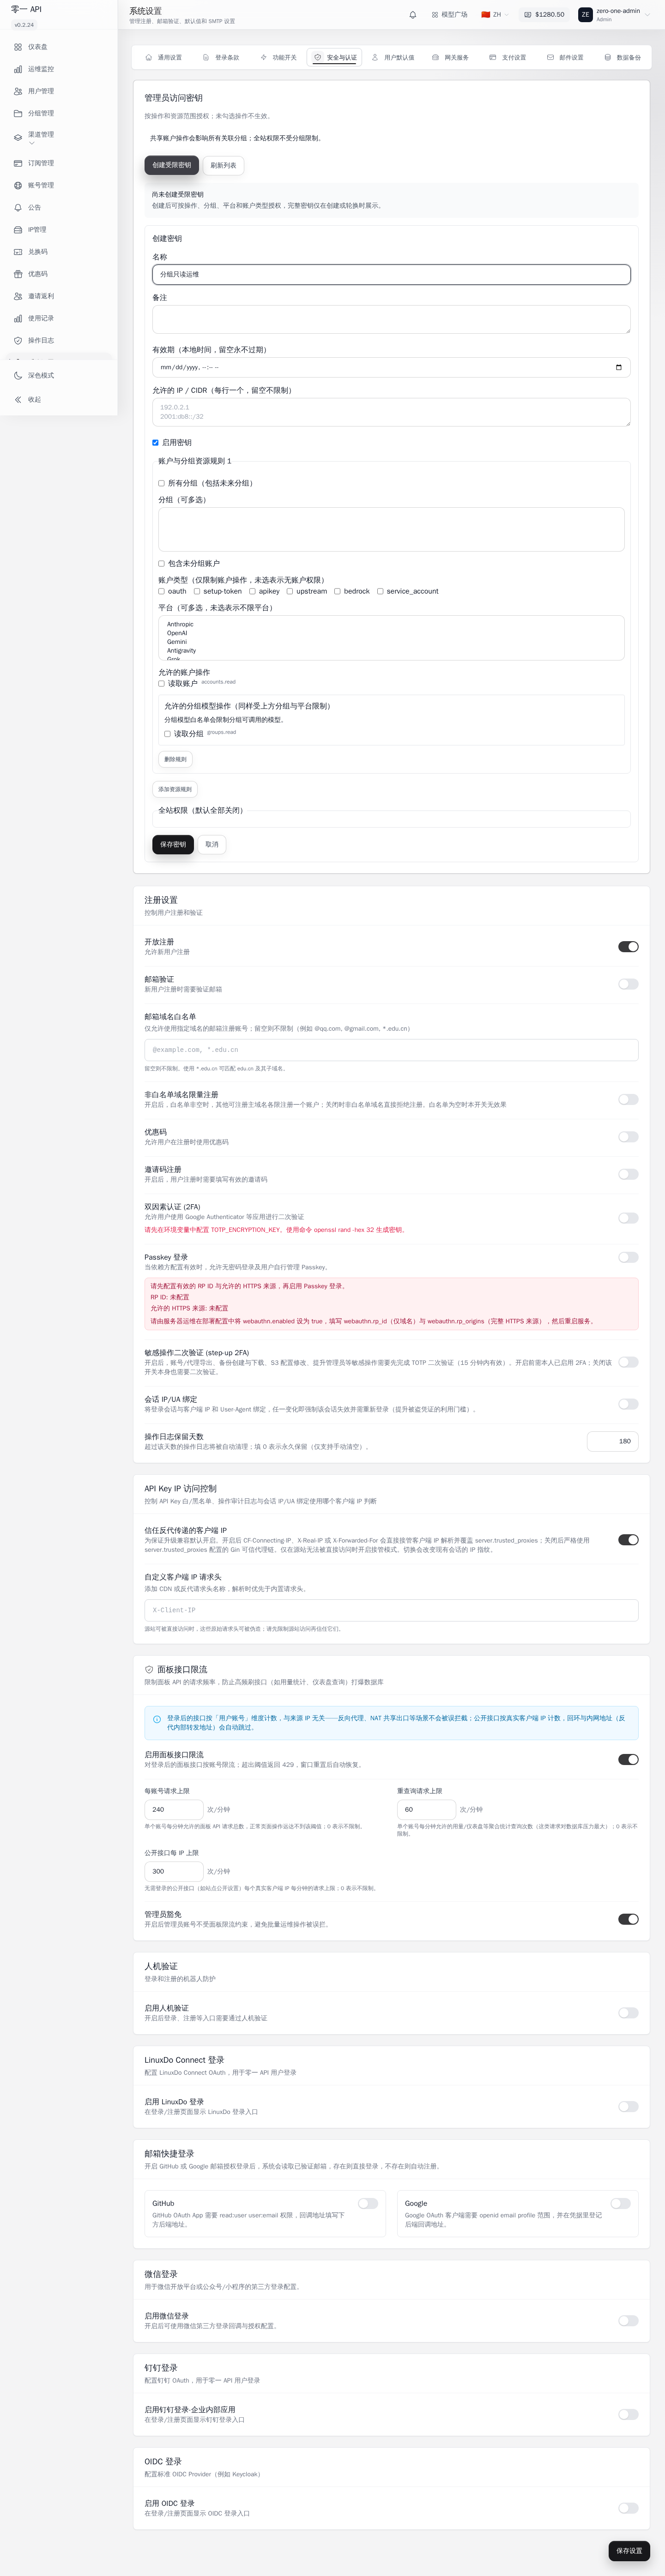 零一 API
v0.2.24
仪表盘
运维监控
用户管理
分组管理
渠道管理
订阅管理
账号管理
公告
IP管理
兑换码
优惠码
邀请返利
使用记录
操作日志
深色模式
收起
系统设置
管理注册、邮箱验证、默认值和 SMTP 设置
模型广场
🇨🇳 ZH
$1280.50
ZE
zero-one-admin
Admin
通用设置
登录条款
功能开关
安全与认证
用户默认值
网关服务
支付设置
邮件设置
数据备份
管理员访问密钥
按操作和资源范围授权；未勾选操作不生效。
共享账户操作会影响所有关联分组；全站权限不受分组限制。
创建受限密钥
刷新列表
尚未创建受限密钥
创建后可按操作、分组、平台和账户类型授权，完整密钥仅在创建或轮换时展示。
创建密钥
名称
分组只读运维
备注
有效期（本地时间，留空永不过期）
mm/dd/yyyy, --:-- --
允许的 IP / CIDR（每行一个，留空不限制）
192.0.2.1
2001:db8::/32
启用密钥
账户与分组资源规则 1
所有分组（包括未来分组）
分组（可多选）
包含未分组账户
账户类型（仅限制账户操作，未选表示无账户权限）
oauth
setup-token
apikey
upstream
bedrock
service_account
平台（可多选，未选表示不限平台）
Anthropic
OpenAI
Gemini
Antigravity
Grok
允许的账户操作
读取账户 accounts.read
允许的分组模型操作（同样受上方分组与平台限制）
分组模型白名单会限制分组可调用的模型。
读取分组 groups.read
删除规则
添加资源规则
全站权限（默认全部关闭）
保存密钥
取消
注册设置
控制用户注册和验证
开放注册
允许新用户注册
邮箱验证
新用户注册时需要验证邮箱
邮箱域名白名单
仅允许使用指定域名的邮箱注册账号；留空则不限制（例如 @qq.com, @gmail.com, *.edu.cn）
@example.com, *.edu.cn
留空则不限制。使用 *.edu.cn 可匹配 edu.cn 及其子域名。
非白名单域名限量注册
开启后，白名单非空时，其他可注册主域名各限注册一个账户；关闭时非白名单域名直接拒绝注册。白名单为空时本开关无效果
优惠码
允许用户在注册时使用优惠码
邀请码注册
开启后，用户注册时需要填写有效的邀请码
双因素认证 (2FA)
允许用户使用 Google Authenticator 等应用进行二次验证
请先在环境变量中配置 TOTP_ENCRYPTION_KEY。使用命令 openssl rand -hex 32 生成密钥。
Passkey 登录
当依赖方配置有效时，允许无密码登录及用户自行管理 Passkey。
请先配置有效的 RP ID 与允许的 HTTPS 来源，再启用 Passkey 登录。
RP ID: 未配置
允许的 HTTPS 来源: 未配置
请由服务器运维在部署配置中将 webauthn.enabled 设为 true，填写 webauthn.rp_id（仅域名）与 webauthn.rp_origins（完整 HTTPS 来源），然后重启服务。
敏感操作二次验证 (step-up 2FA)
开启后，账号/代理导出、备份创建与下载、S3 配置修改、提升管理员等敏感操作需要先完成 TOTP 二次验证（15 分钟内有效）。开启前需本人已启用 2FA；关闭该
开关本身也需要二次验证。
会话 IP/UA 绑定
将登录会话与客户端 IP 和 User-Agent 绑定，任一变化即强制该会话失效并需重新登录（提升被盗凭证的利用门槛）。
操作日志保留天数
超过该天数的操作日志将被自动清理；填 0 表示永久保留（仅支持手动清空）。
180
API Key IP 访问控制
控制 API Key 白/黑名单、操作审计日志与会话 IP/UA 绑定使用哪个客户端 IP 判断
信任反代传递的客户端 IP
为保证升级兼容默认开启。开启后 CF-Connecting-IP、X-Real-IP 或 X-Forwarded-For 会直接接管客户端 IP 解析并覆盖 server.trusted_proxies；关闭后严格使用
server.trusted_proxies 配置的 Gin 可信代理链。仅在源站无法被直接访问时开启接管模式。切换会改变现有会话的 IP 指纹。
自定义客户端 IP 请求头
添加 CDN 或反代请求头名称，解析时优先于内置请求头。
X-Client-IP
源站可被直接访问时，这些原始请求头可被伪造；请先限制源站访问再信任它们。
面板接口限流
限制面板 API 的请求频率，防止高频刷接口（如用量统计、仪表盘查询）打爆数据库
登录后的接口按「用户账号」维度计数，与来源 IP 无关——反向代理、NAT 共享出口等场景不会被误拦截；公开接口按真实客户端 IP 计数，回环与内网地址（反
代内部转发地址）会自动跳过。
启用面板接口限流
对登录后的面板接口按账号限流；超出阈值返回 429，窗口重置后自动恢复。
每账号请求上限
240 次/分钟
单个账号每分钟允许的面板 API 请求总数，正常页面操作远达不到该阈值；0 表示不限制。
重查询请求上限
60 次/分钟
单个账号每分钟允许的用量/仪表盘等聚合统计查询次数（这类请求对数据库压力最大）；0 表示不
限制。
公开接口每 IP 上限
300 次/分钟
无需登录的公开接口（如站点公开设置）每个真实客户端 IP 每分钟的请求上限；0 表示不限制。
管理员豁免
开启后管理员账号不受面板限流约束，避免批量运维操作被误拦。
人机验证
登录和注册的机器人防护
启用人机验证
开启后登录、注册等入口需要通过人机验证
LinuxDo Connect 登录
配置 LinuxDo Connect OAuth，用于零一 API 用户登录
启用 LinuxDo 登录
在登录/注册页面显示 LinuxDo 登录入口
邮箱快捷登录
开启 GitHub 或 Google 邮箱授权登录后，系统会读取已验证邮箱，存在则直接登录，不存在则自动注册。
GitHub
GitHub OAuth App 需要 read:user user:email 权限，回调地址填写下
方后端地址。
Google
Google OAuth 客户端需要 openid email profile 范围，并在凭据里登记
后端回调地址。
微信登录
用于微信开放平台或公众号/小程序的第三方登录配置。
启用微信登录
开启后可使用微信第三方登录回调与授权配置。
钉钉登录
配置钉钉 OAuth，用于零一 API 用户登录
启用钉钉登录-企业内部应用
在登录/注册页面显示钉钉登录入口
OIDC 登录
配置标准 OIDC Provider（例如 Keycloak）
启用 OIDC 登录
在登录/注册页面显示 OIDC 登录入口
保存设置